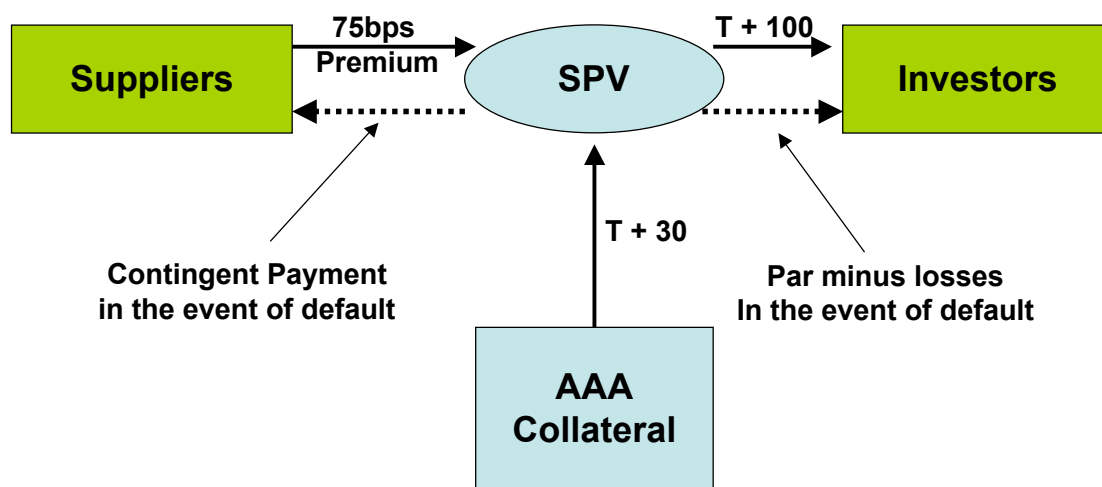 75bps
Premium
T + 100
Suppliers
SPV
Investors
T + 30
Contingent Payment
in the event of default
Par minus losses
In the event of default
AAA
Collateral